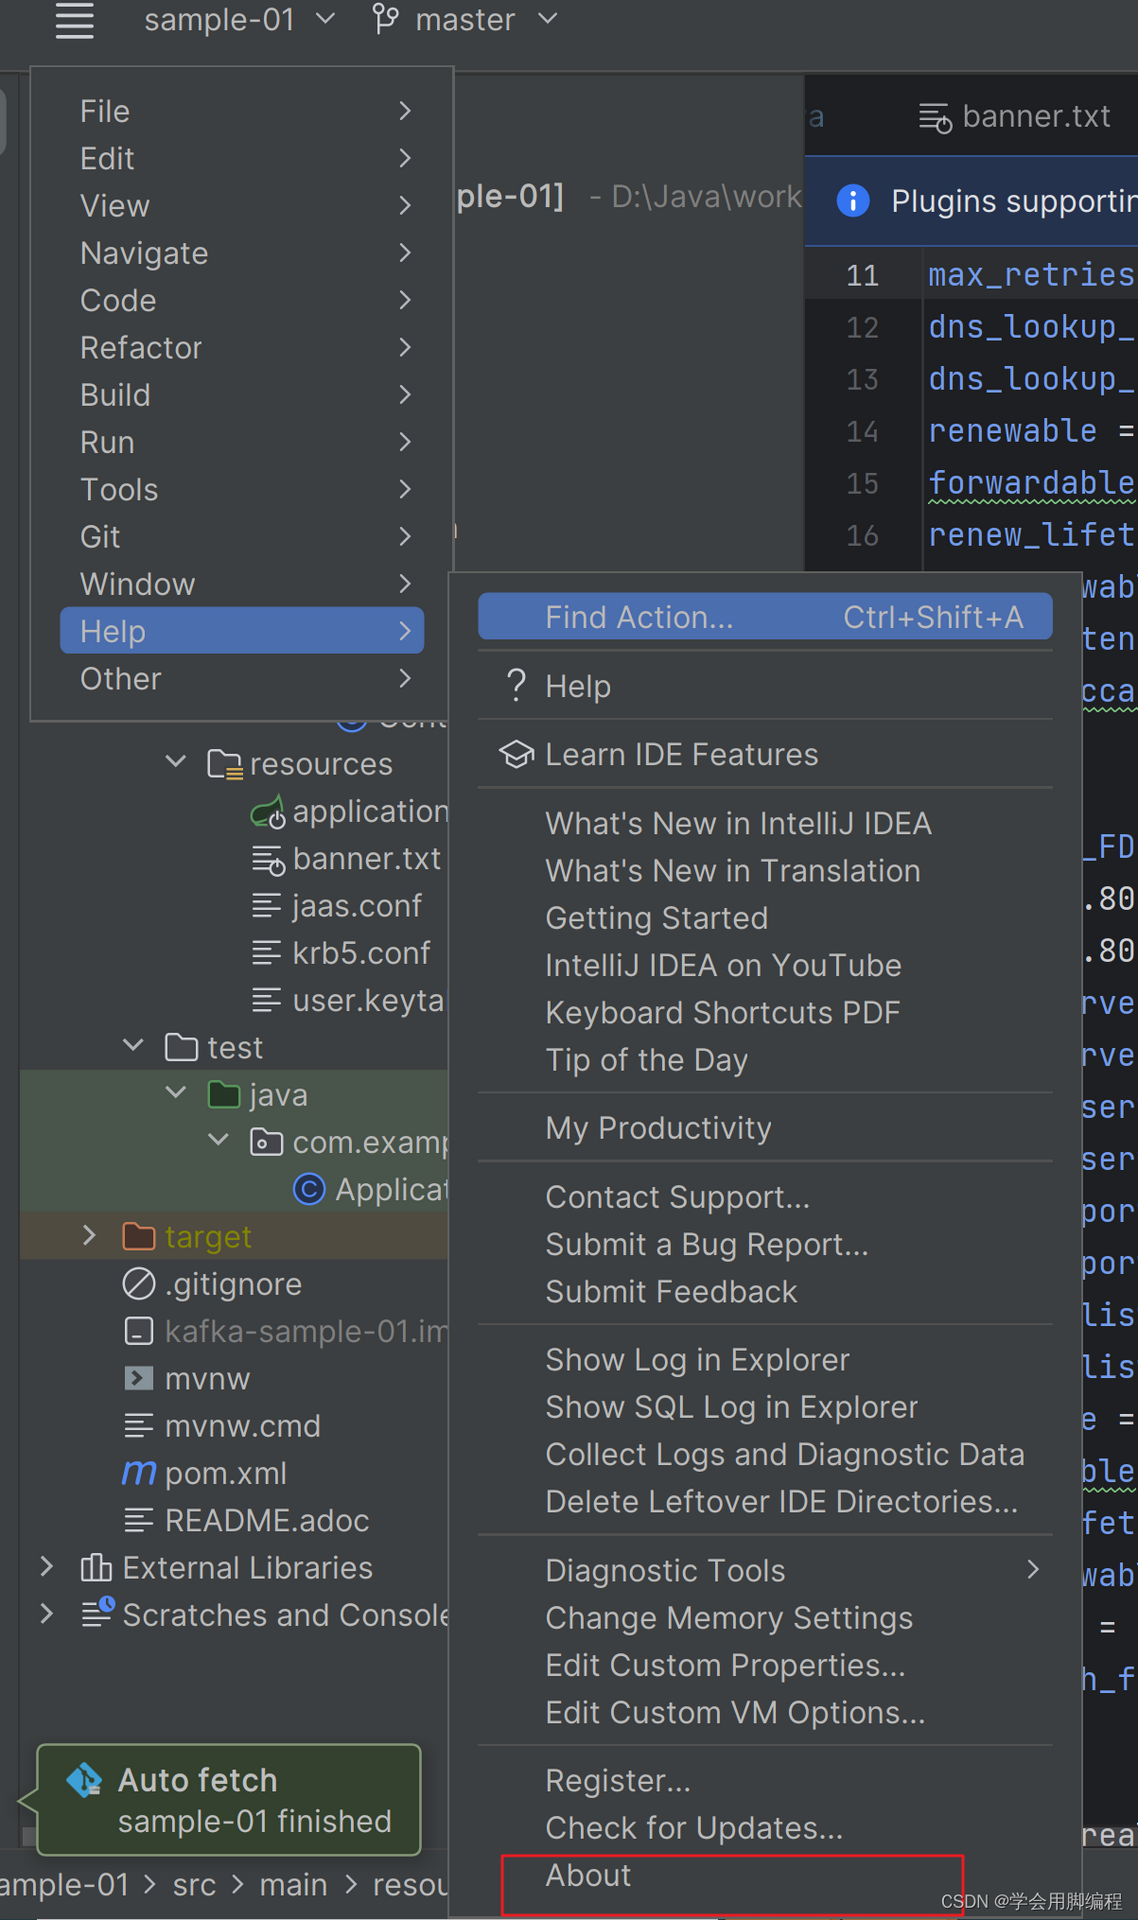 sample-01
master
File
Edit
View
Navigate
Code
Refactor
Build
Run
Tools
Git
Window
Help
Other
ple-01] - D:\Java\work
a
banner.txt
Plugins supportin
11 max_retries
12 dns_lookup_
13 dns_lookup_
14 renewable =
15 forwardable
16 renew_lifet
Find Action... Ctrl+Shift+A
Help
Learn IDE Features
What's New in IntelliJ IDEA
What's New in Translation
Getting Started
IntelliJ IDEA on YouTube
Keyboard Shortcuts PDF
Tip of the Day
My Productivity
Contact Support...
Submit a Bug Report...
Submit Feedback
Show Log in Explorer
Show SQL Log in Explorer
Collect Logs and Diagnostic Data
Delete Leftover IDE Directories...
Diagnostic Tools
Change Memory Settings
Edit Custom Properties...
Edit Custom VM Options...
Register...
Check for Updates...
About
resources
application
banner.txt
jaas.conf
krb5.conf
user.keyta
test
java
com.examp
Applicat
target
.gitignore
kafka-sample-01.im
mvnw
mvnw.cmd
pom.xml
README.adoc
External Libraries
Scratches and Console
wabl
ten
cca
_FD
.80
.80
rve
rve
ser
ser
por
por
lis
lis
e =
ble
fet
wabl
=
h_f
rea
Auto fetch
sample-01 finished
ample-01 > src > main > resou
CSDN @学会用脚编程